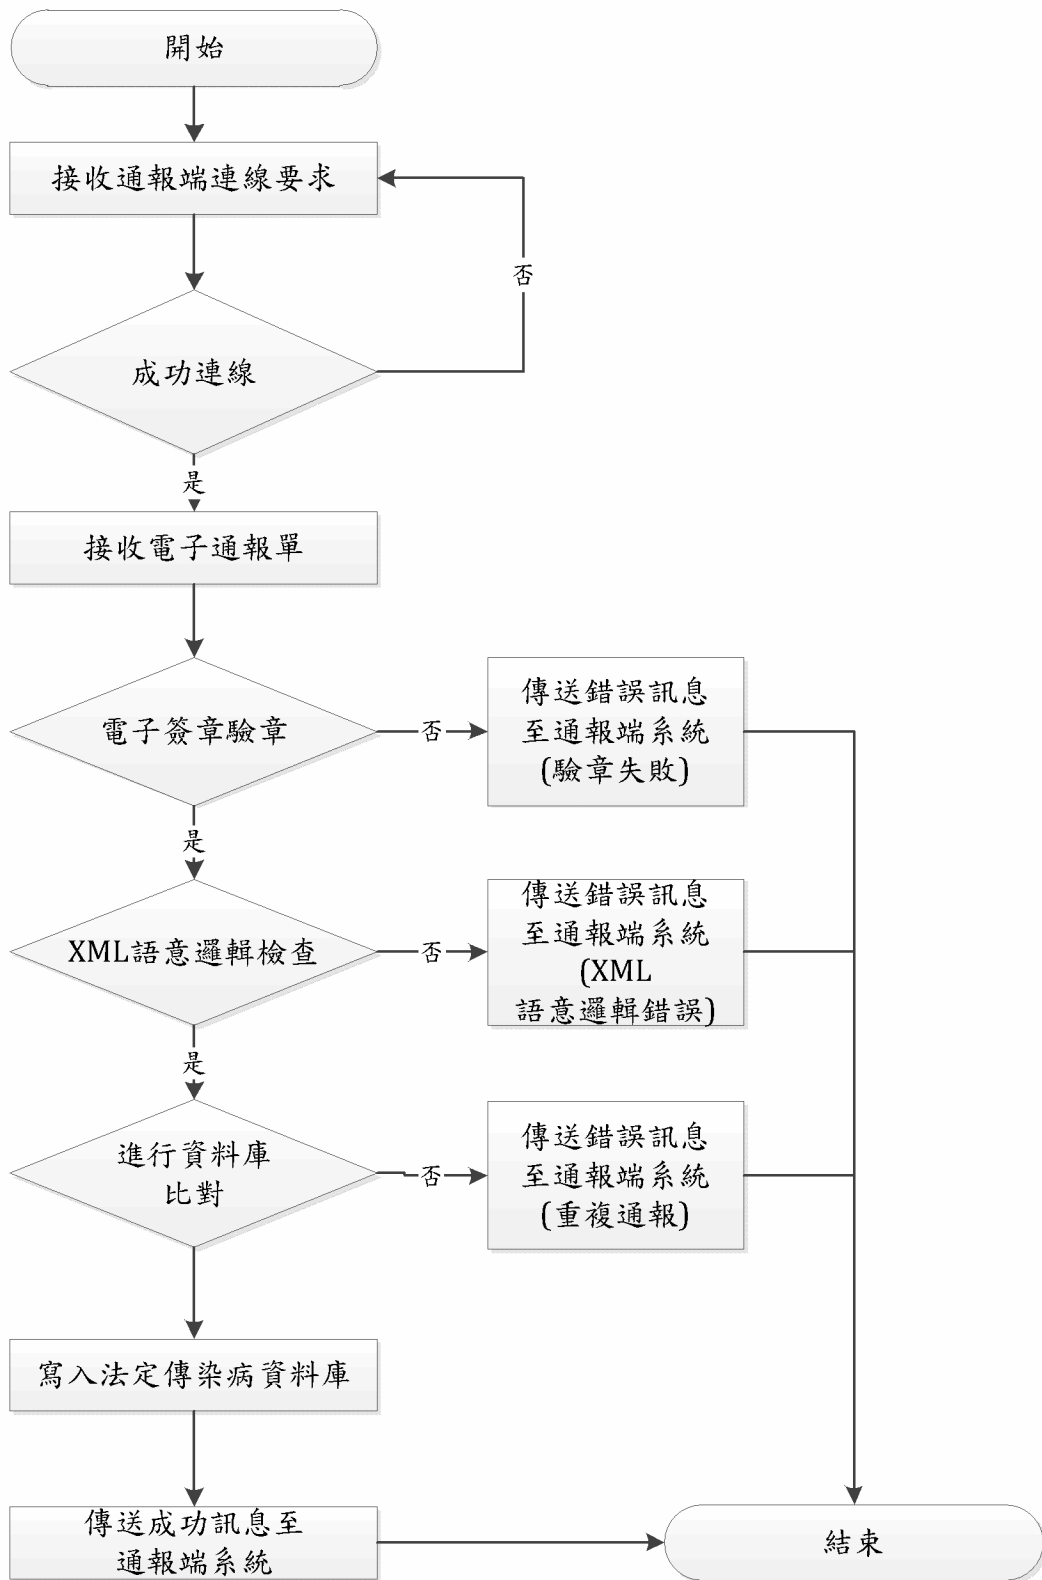 開始
接收通報端連線要求
否
成功連線
是
接收電子通報單
電子簽章驗章
否
傳送錯誤訊息
至通報端系統
(驗章失敗)
是
XML語意邏輯檢查
否
傳送錯誤訊息
至通報端系統
(XML
語意邏輯錯誤)
是
進行資料庫
比對
否
傳送錯誤訊息
至通報端系統
(重複通報)
寫入法定傳染病資料庫
傳送成功訊息至
通報端系統
結束